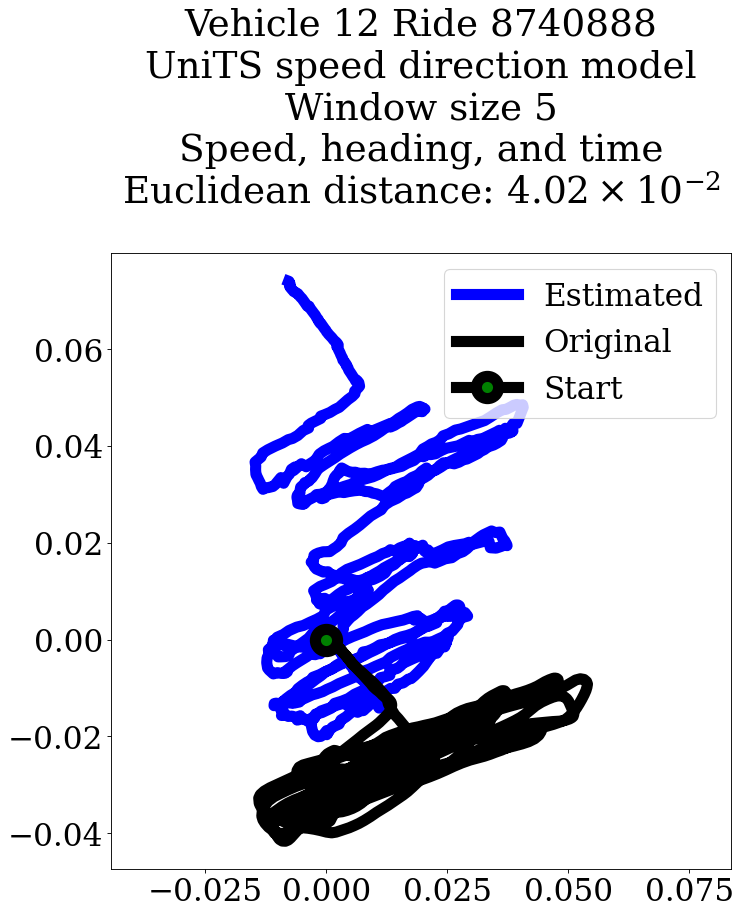 Vehicle 12 Ride 8740888
UniTS speed direction model
Window size 5
Speed, heading, and time
Euclidean distance: 4.02 × 10⁻²
Estimated
Original
Start
0.06
0.04
0.02
0.00
−0.02
−0.04
−0.025 0.000 0.025 0.050 0.075